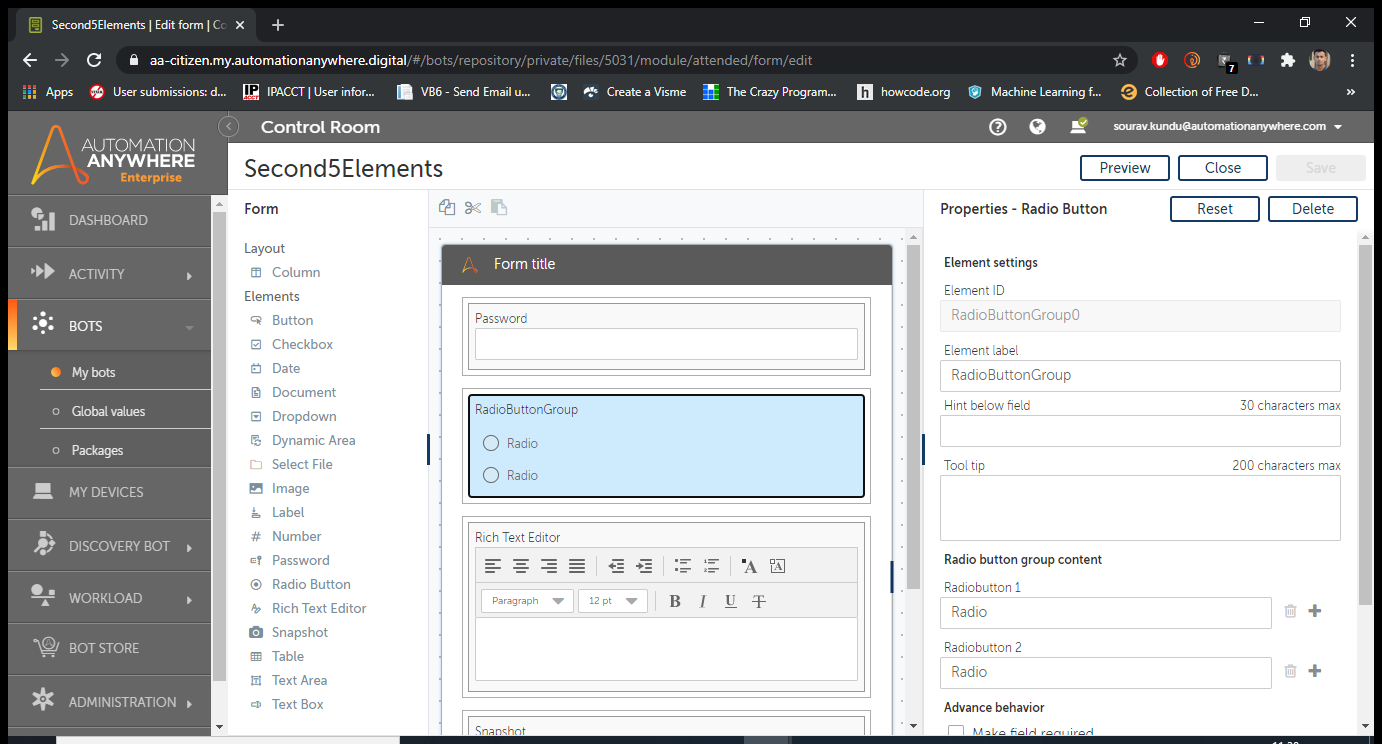 Second5Elements | Edit form | Co
aa-citizen.my.automationanywhere.digital/#/bots/repository/private/files/5031/module/attended/form/edit
7
Apps
User submissions: d...
IPACCT | User infor...
VB6 - Send Email u...
Create a Visme
The Crazy Program...
howcode.org
Machine Learning f...
Collection of Free D...
»
AUTOMATION
ANYWHERE
Enterprise
Control Room
sourav.kundu@automationanywhere.com
Second5Elements
Preview
Close
Save
DASHBOARD
ACTIVITY
BOTS
My bots
Global values
Packages
MY DEVICES
DISCOVERY BOT
WORKLOAD
BOT STORE
ADMINISTRATION
Form
Layout
Column
Elements
Button
Checkbox
Date
Document
Dropdown
Dynamic Area
Select File
Image
Label
Number
Password
Radio Button
Rich Text Editor
Snapshot
Table
Text Area
Text Box
Form title
Password
RadioButtonGroup
Radio
Radio
Rich Text Editor
Paragraph
12 pt
B I U T
Snapshot
Properties - Radio Button
Reset
Delete
Element settings
Element ID
RadioButtonGroup0
Element label
RadioButtonGroup
Hint below field
30 characters max
Tool tip
200 characters max
Radio button group content
Radiobutton 1
Radio
Radiobutton 2
Radio
Advance behavior
Make field required